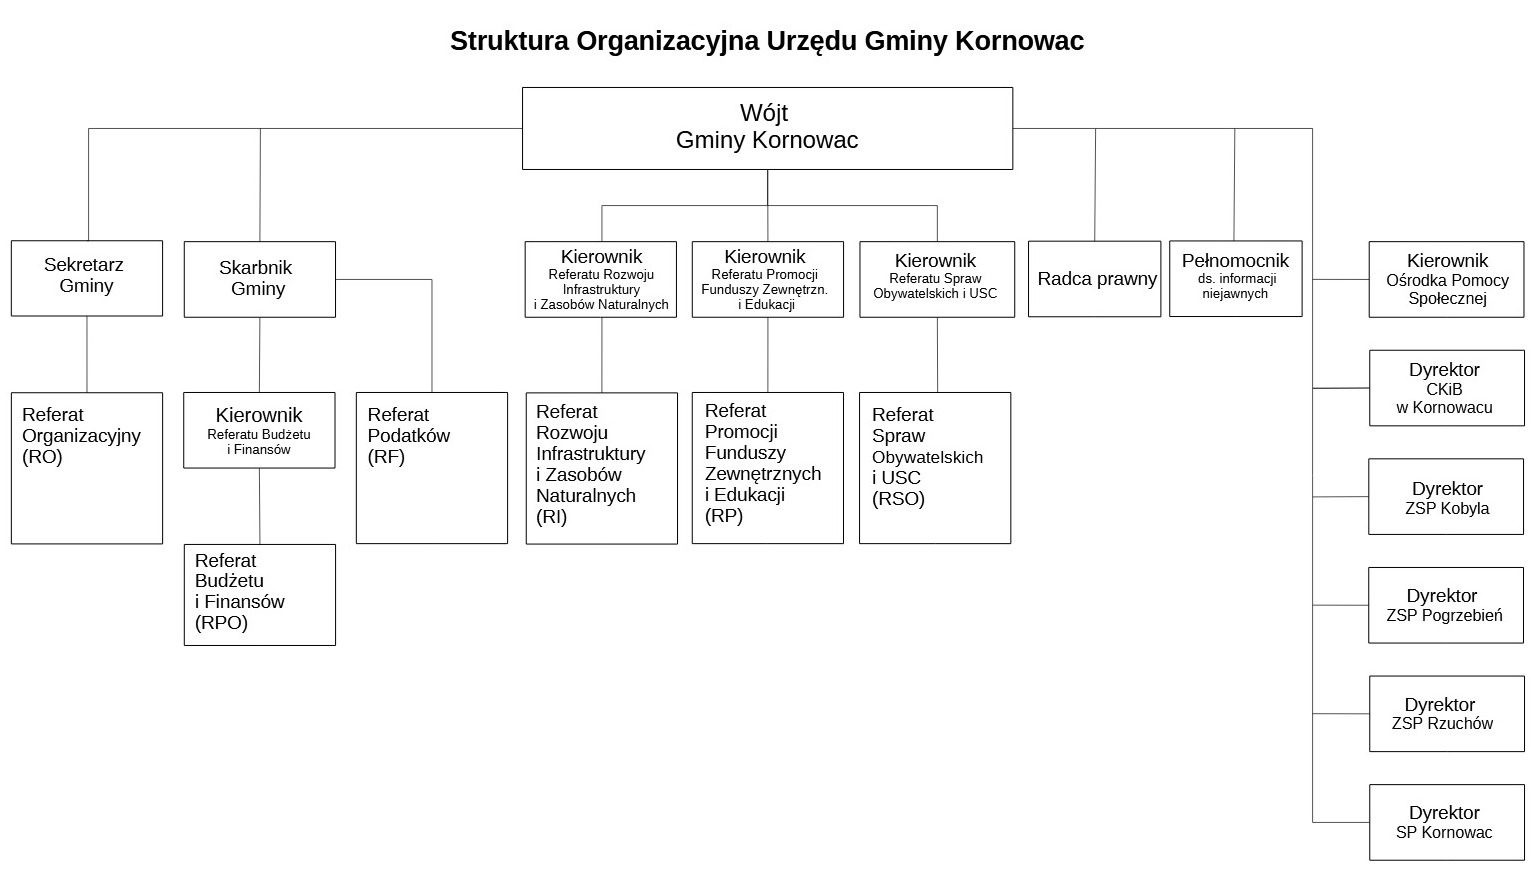 Struktura Organizacyjna Urzędu Gminy Kornowac
Wójt
Gminy Kornowac
Sekretarz
Gminy
Skarbnik
Gminy
Kierownik
Referatu Rozwoju
Infrastruktury
i Zasobów Naturalnych
Kierownik
Referatu Promocji
Funduszy Zewnętrzn.
i Edukacji
Kierownik
Referatu Spraw
Obywatelskich i USC
Radca prawny
Pełnomocnik
ds. informacji
niejawnych
Kierownik
Ośrodka Pomocy
Społecznej
Dyrektor
CKiB
w Kornowacu
Referat
Organizacyjny
(RO)
Kierownik
Referatu Budżetu
i Finansów
Referat
Podatków
(RF)
Referat
Rozwoju
Infrastruktury
i Zasobów
Naturalnych
(RI)
Referat
Promocji
Funduszy
Zewnętrznych
i Edukacji
(RP)
Referat
Spraw
Obywatelskich
i USC
(RSO)
Dyrektor
ZSP Kobyla
Referat
Budżetu
i Finansów
(RPO)
Dyrektor
ZSP Pogrzebień
Dyrektor
ZSP Rzuchów
Dyrektor
SP Kornowac